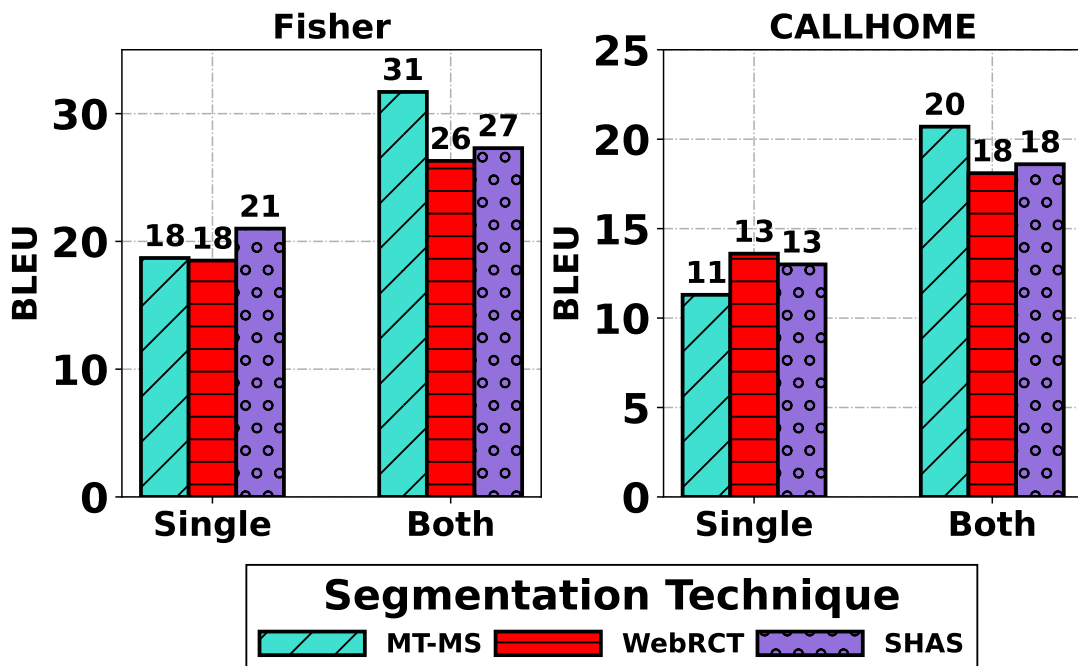 Fisher
BLEU
30
20
10
0
18 18 21
31 26 27
Single Both
CALLHOME
BLEU
25
20
15
10
5
0
11 13 13
20 18 18
Single Both
Segmentation Technique
MT-MS WebRCT SHAS